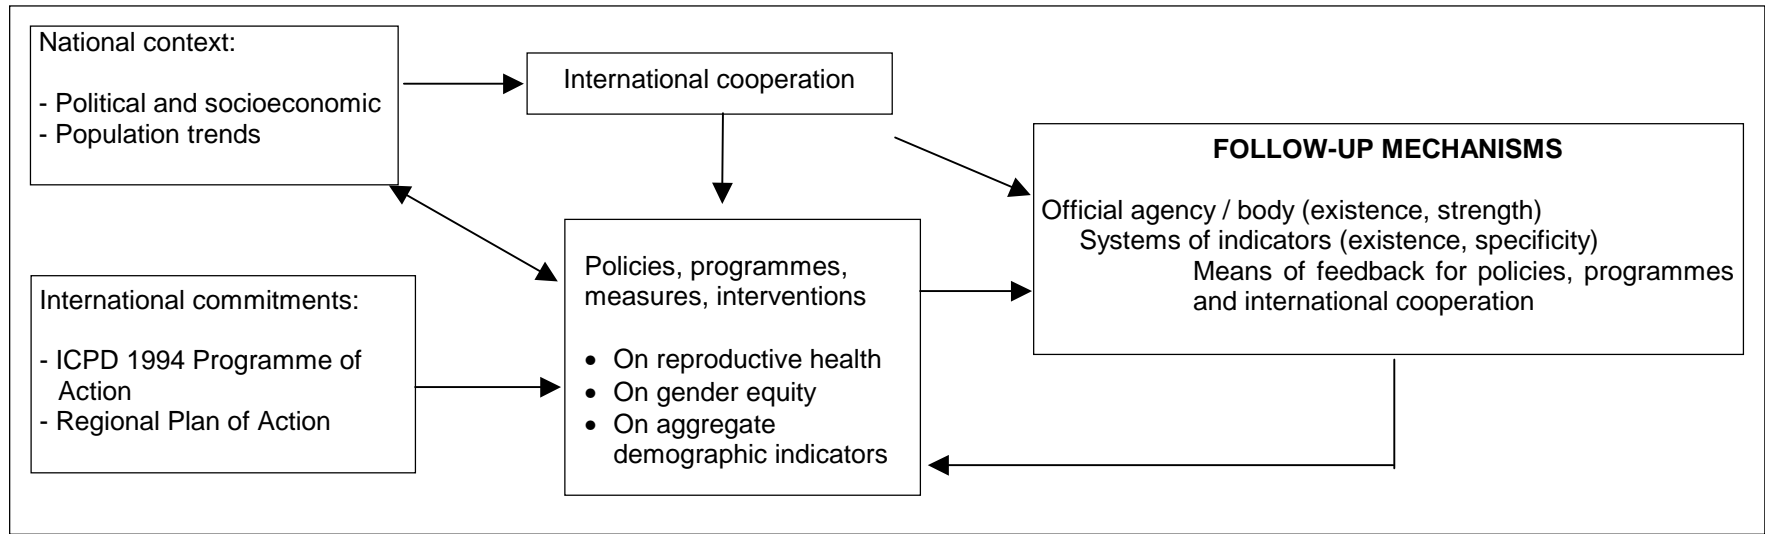 National context:
- Political and socioeconomic
- Population trends
International cooperation
FOLLOW-UP MECHANISMS
Official agency / body (existence, strength)
Systems of indicators (existence, specificity)
Means of feedback for policies, programmes
and international cooperation
International commitments:
- ICPD 1994 Programme of
Action
- Regional Plan of Action
Policies, programmes,
measures, interventions
• On reproductive health
• On gender equity
• On aggregate
demographic indicators